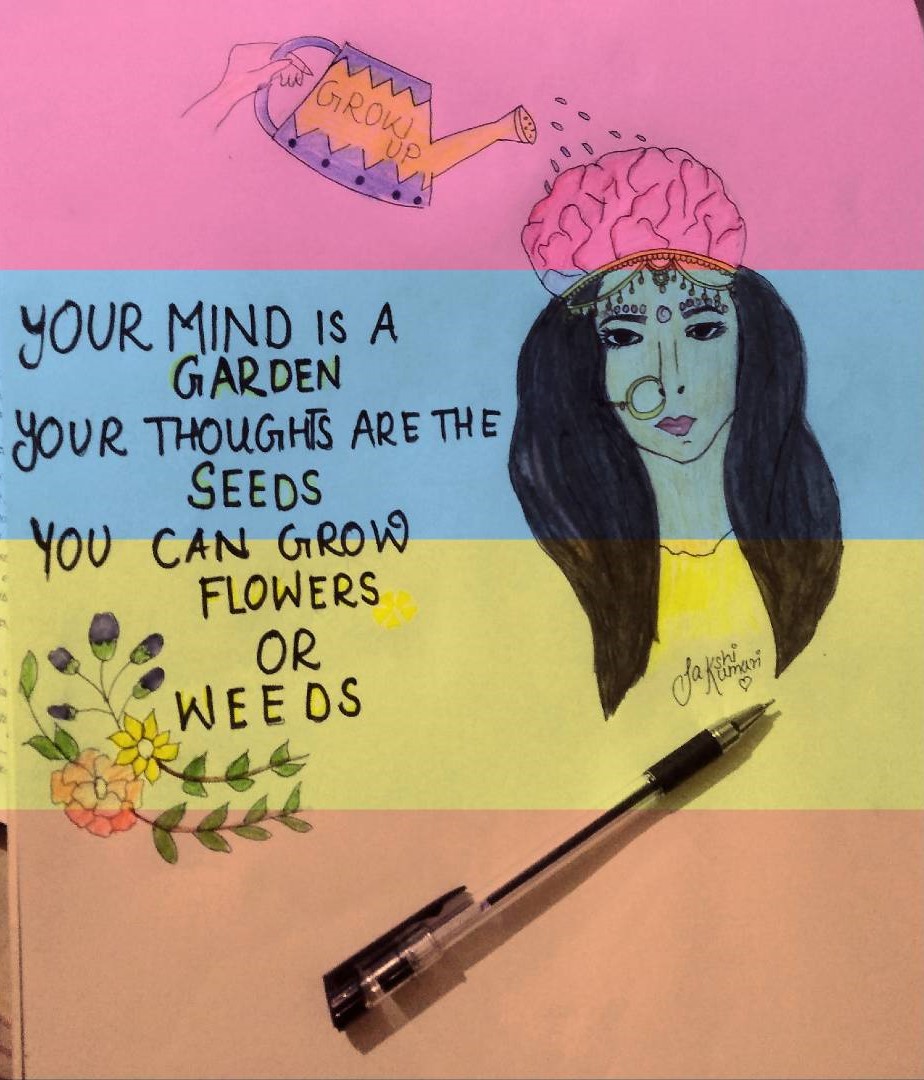 GROW
UP
YOUR MIND IS A
GARDEN
YOUR THOUGHTS ARE THE
SEEDS
YOU CAN GROW
FLOWERS
OR
WEEDS
Sakshi
Kumari